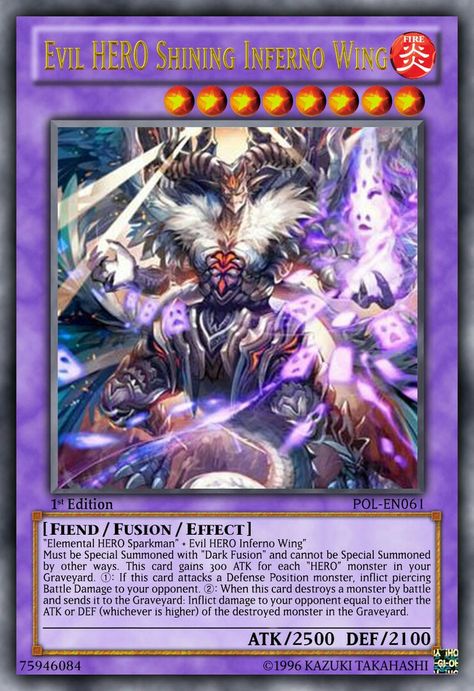 Evil HERO Shining Inferno Wing
FIRE
炎
1st Edition
POL-EN061
[Fiend / Fusion / Effect]
"Elemental HERO Sparkman" + Evil HERO Inferno Wing"
Must be Special Summoned with "Dark Fusion" and cannot be Special Summoned
by other ways. This card gains 300 ATK for each "HERO" monster in your
Graveyard. ①: If this card attacks a Defense Position monster, inflict piercing
Battle Damage to your opponent. ②: When this card destroys a monster by battle
and sends it to the Graveyard: Inflict damage to your opponent equal to either the
ATK or DEF (whichever is higher) of the destroyed monster in the Graveyard.
ATK/2500 DEF/2100
75946084
©1996 KAZUKI TAKAHASHI